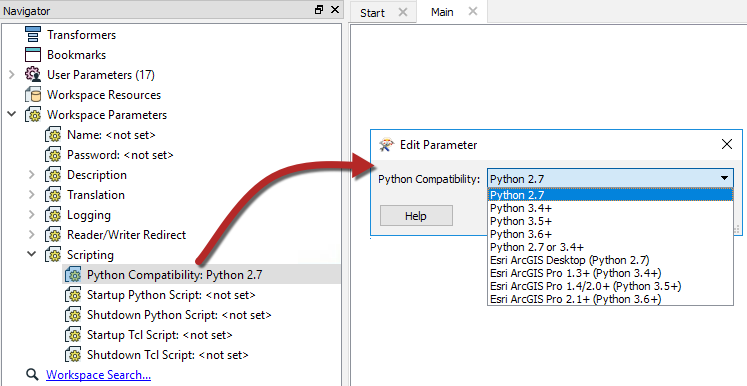 Navigator
Transformers
Bookmarks
User Parameters (17)
Workspace Resources
Workspace Parameters
Name: <not set>
Password: <not set>
Description
Translation
Logging
Reader/Writer Redirect
Scripting
Python Compatibility: Python 2.7
Startup Python Script: <not set>
Shutdown Python Script: <not set>
Startup Tcl Script: <not set>
Shutdown Tcl Script: <not set>
Workspace Search...
Start
Main
Edit Parameter
Python Compatibility: Python 2.7
Python 2.7
Python 3.4+
Python 3.5+
Python 3.6+
Python 2.7 or 3.4+
Esri ArcGIS Desktop (Python 2.7)
Esri ArcGIS Pro 1.3+ (Python 3.4+)
Esri ArcGIS Pro 1.4/2.0+ (Python 3.5+)
Esri ArcGIS Pro 2.1+ (Python 3.6+)
Help